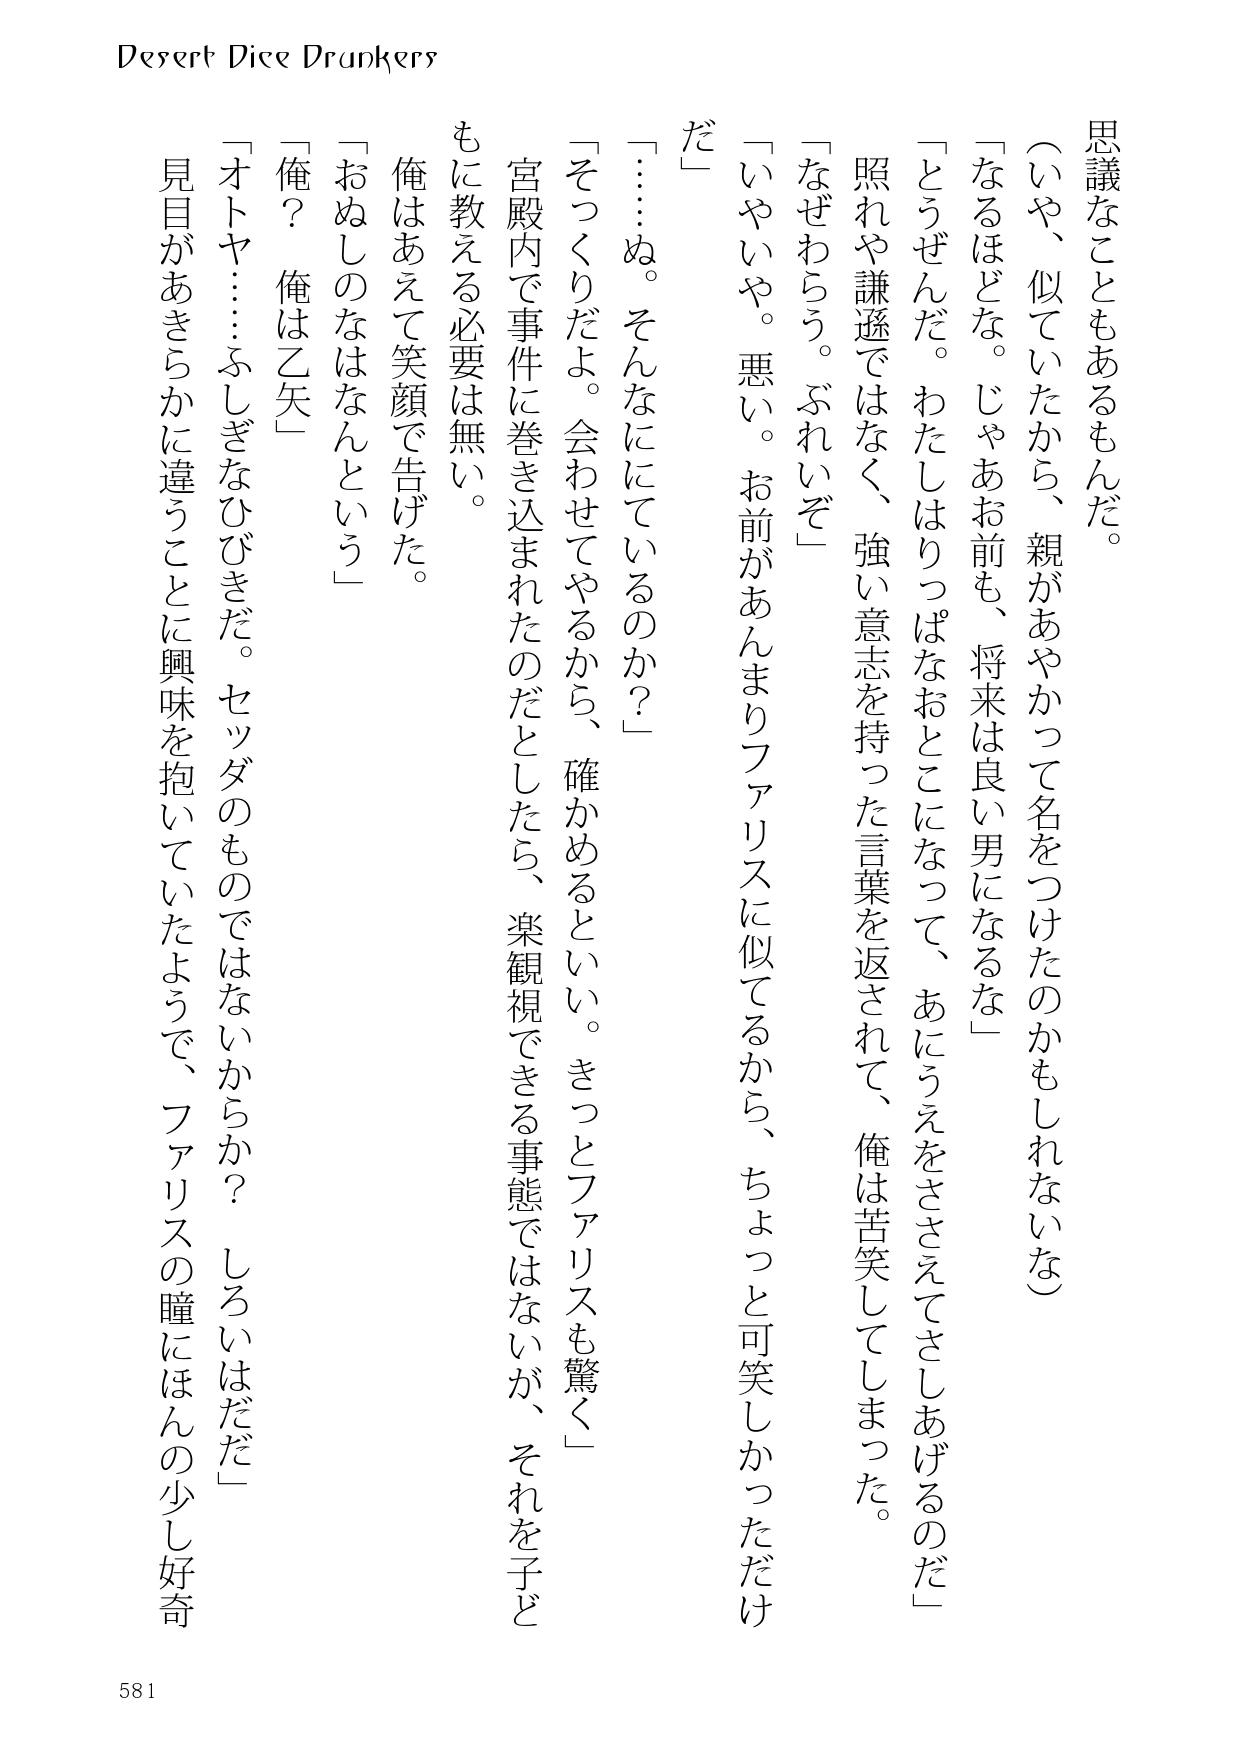 Desert Dice Drunkers
思議なこともあるもんだ。
（いや、似ていたから、親があやかって名をつけたのかもしれないな）
「なるほどな。じゃあお前も、将来は良い男になるな」
「とうぜんだ。わたしはりっぱなおとこになって、あにうえをささえてさしあげるのだ」
　照れや謙遜ではなく、強い意志を持った言葉を返されて、俺は苦笑してしまった。
「なぜわらう。ぶれいぞ」
「いやいや。悪い。お前があんまりファリスに似てるから、ちょっと可笑しかっただけ
だ」
「……ぬ。そんなににているのか？」
「そっくりだよ。会わせてやるから、確かめるといい。きっとファリスも驚く」
　宮殿内で事件に巻き込まれたのだとしたら、楽観視できる事態ではないが、それを子ど
もに教える必要は無い。
　俺はあえて笑顔で告げた。
「おぬしのなはなんという」
「俺？　俺は乙矢」
「オトヤ……ふしぎなひびきだ。セッダのものではないからか？　しろいはだだ」
　見目があきらかに違うことに興味を抱いていたようで、ファリスの瞳にほんの少し好奇
581